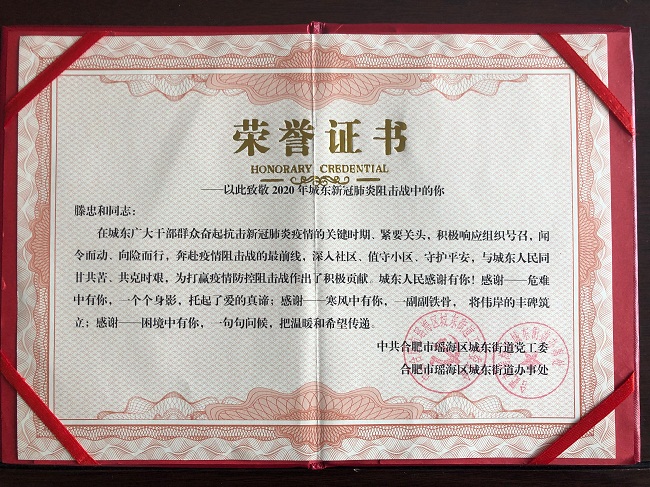 荣誉证书
HONORARY CREDENTIAL
——以此致敬2020年城东新冠肺炎阻击战中的你
滕忠和同志：
在城东广大干部群众奋起抗击新冠肺炎疫情的关键时期、紧要关头，积极响应组织号召，闻
令而动、向险而行，奔赴疫情阻击战的最前线，深入社区、值守小区、守护平安，与城东人民同
甘共苦、共克时艰，为打赢疫情防控阻击战作出了积极贡献。城东人民感谢有你！感谢——危难
中有你，一个个身影，托起了爱的真谛；感谢——寒风中有你，一副副铁骨，将伟岸的丰碑筑
立；感谢——困境中有你，一句句问候，把温暖和希望传递。
中共合肥市瑶海区城东街道党工委
合肥市瑶海区城东街道办事处